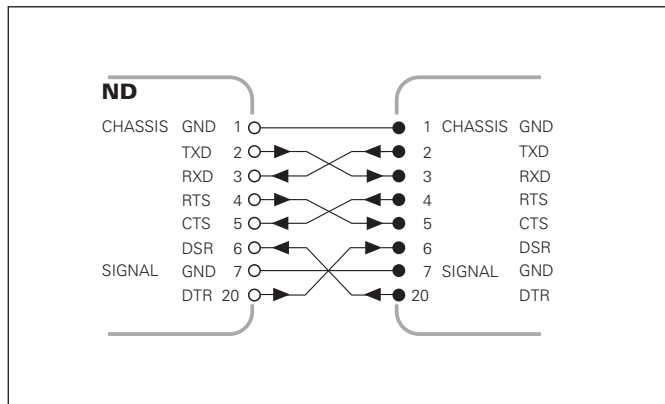 ND
CHASSIS GND 1 1 CHASSIS GND
TXD 2 2 TXD
RXD 3 3 RXD
RTS 4 4 RTS
CTS 5 5 CTS
DSR 6 6 DSR
SIGNAL GND 7 7 SIGNAL GND
DTR 20 20 DTR